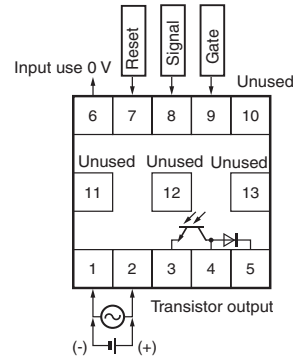 Reset
Signal
Gate
Input use 0 V
Unused
6 7 8 9 10
Unused Unused Unused
11 12 13
1 2 3 4 5
Transistor output
(-) (+)